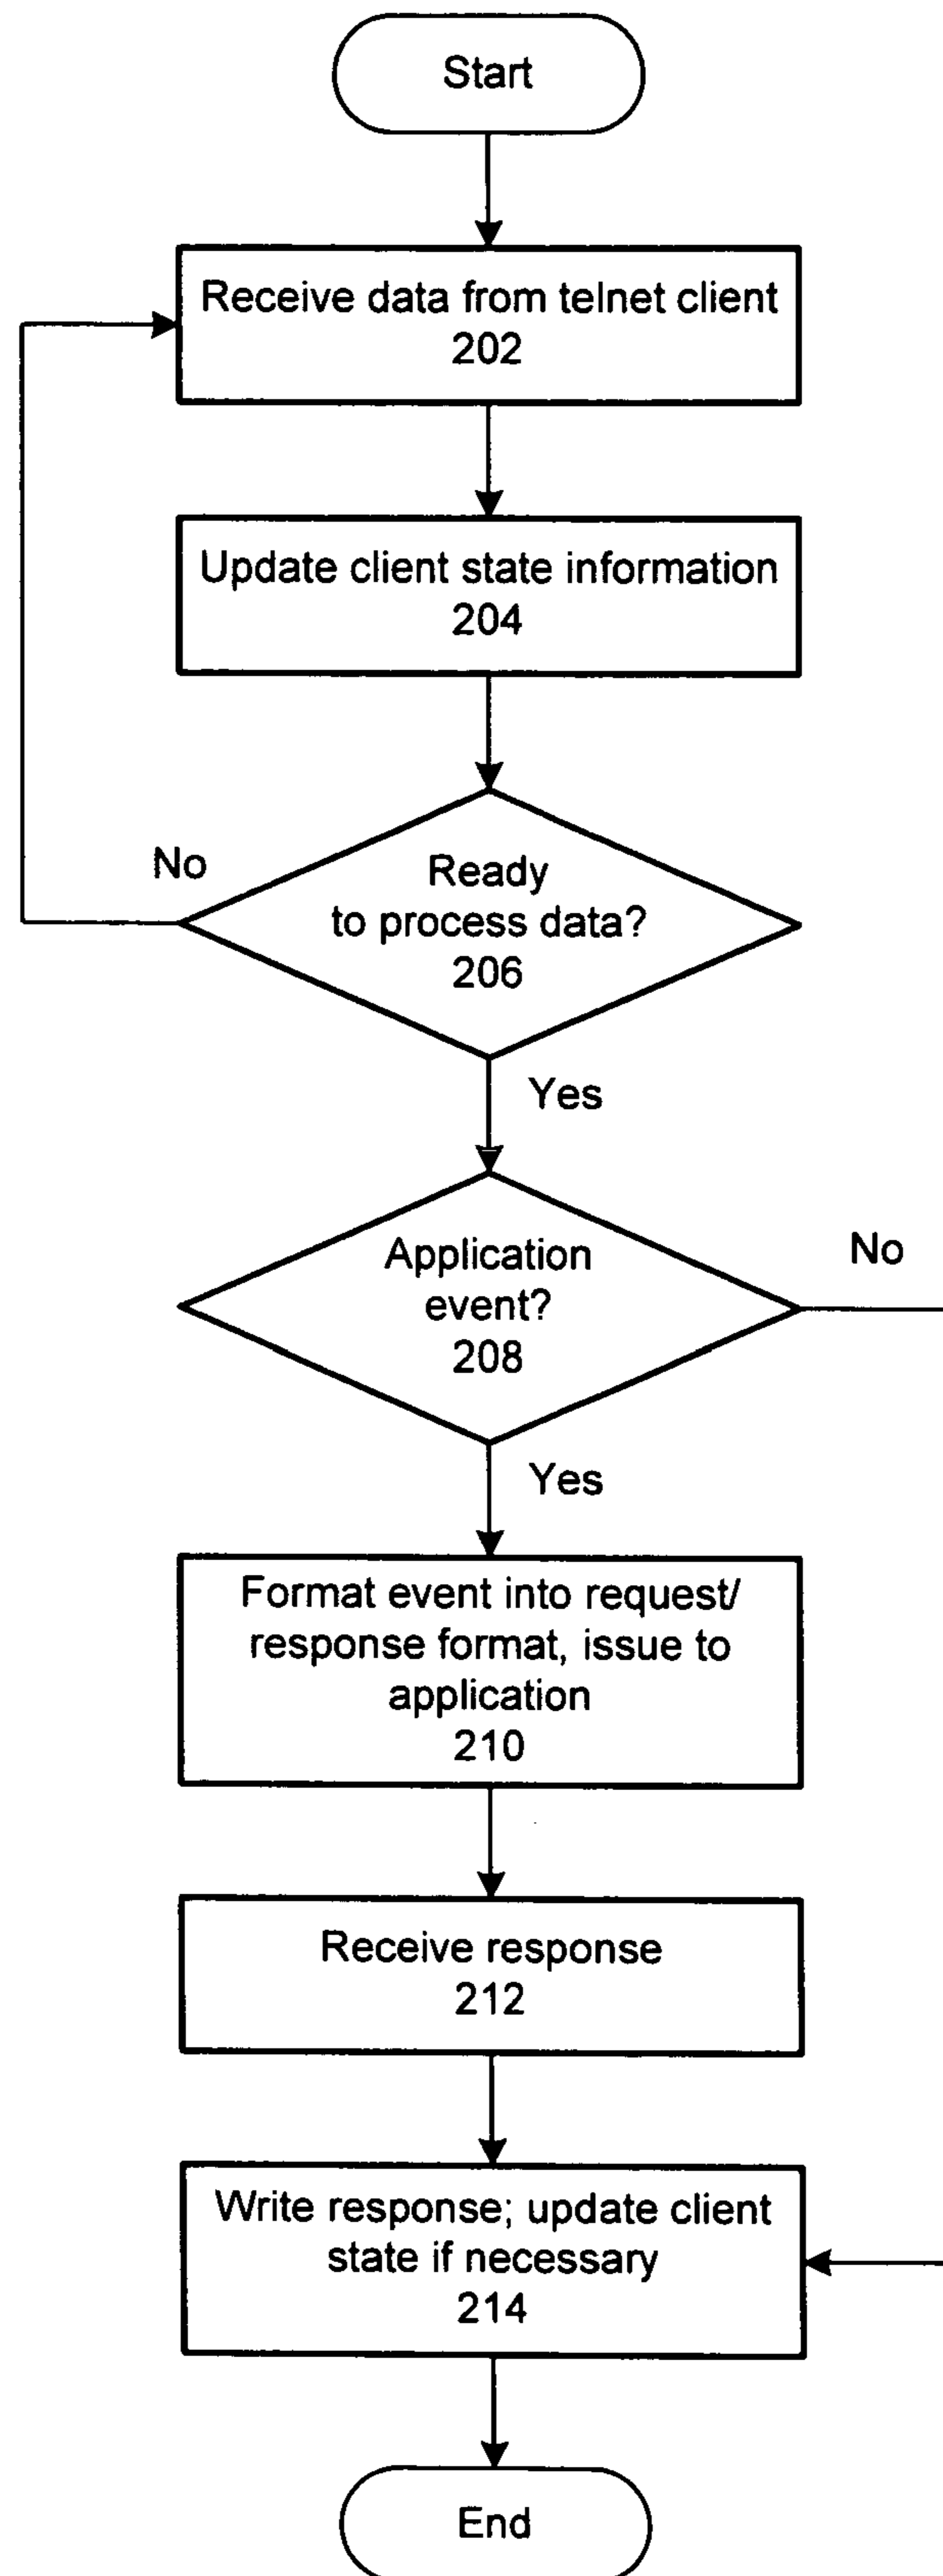 Start
Receive data from telnet client
202
Update client state information
204
No
Ready
to process data?
206
Yes
Application
event?
208
No
Yes
Format event into request/
response format, issue to
application
210
Receive response
212
Write response; update client
state if necessary
214
End